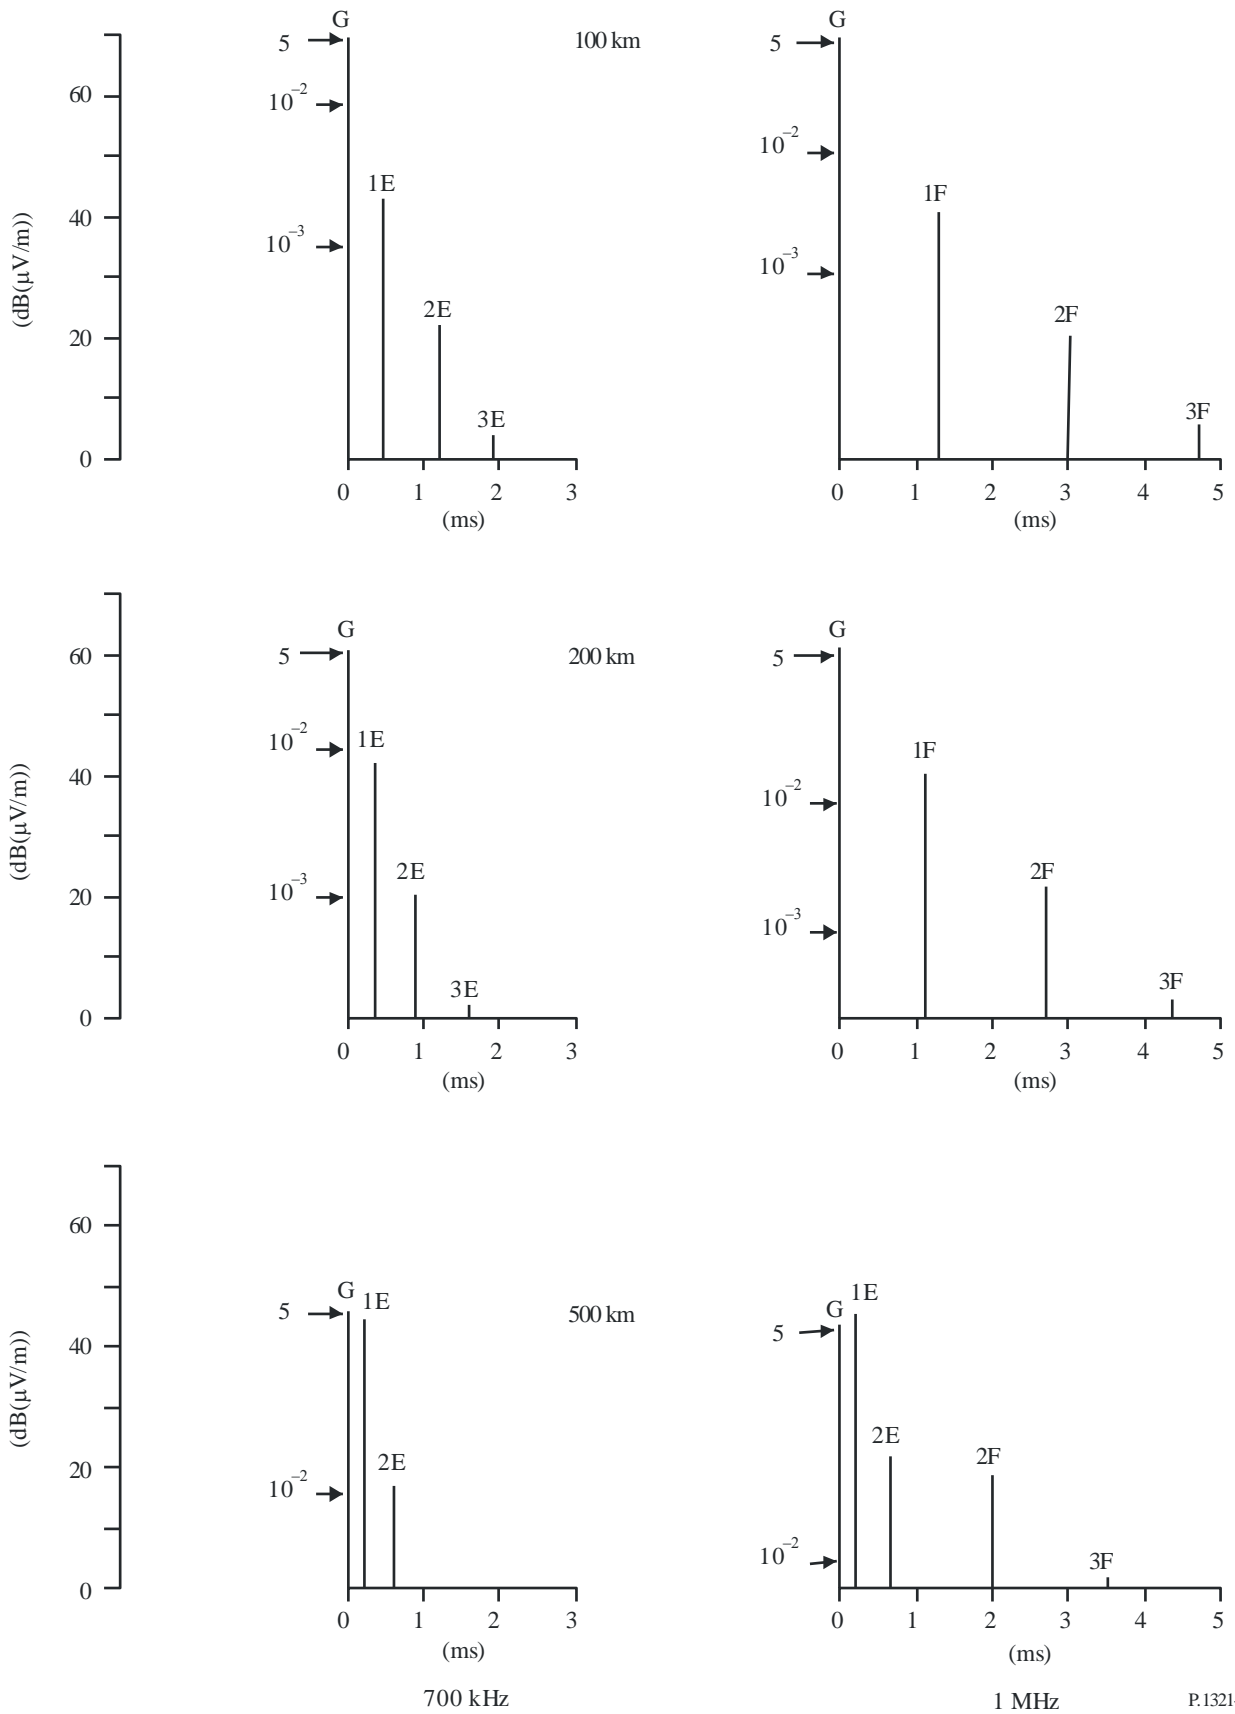 G G
5 100 km 5
60
10⁻² 10⁻²
1E 1F
40
(dB(µV/m)) 10⁻³ 10⁻³
2E 2F
20
3E 3F
0
0 1 2 3 0 1 2 3 4 5
(ms) (ms)
G G
60 5 200 km 5
10⁻² 1E 1F
40 10⁻²
(dB(µV/m)) 2E 2F
20 10⁻³ 10⁻³
3E 3F
0
0 1 2 3 0 1 2 3 4 5
(ms) (ms)
60
G 1E G 1E
5 500 km 5
40
(dB(µV/m))
2E 2E 2F
20 10⁻²
10⁻² 3F
0
0 1 2 3 0 1 2 3 4 5
(ms) (ms)
700 kHz 1 MHz